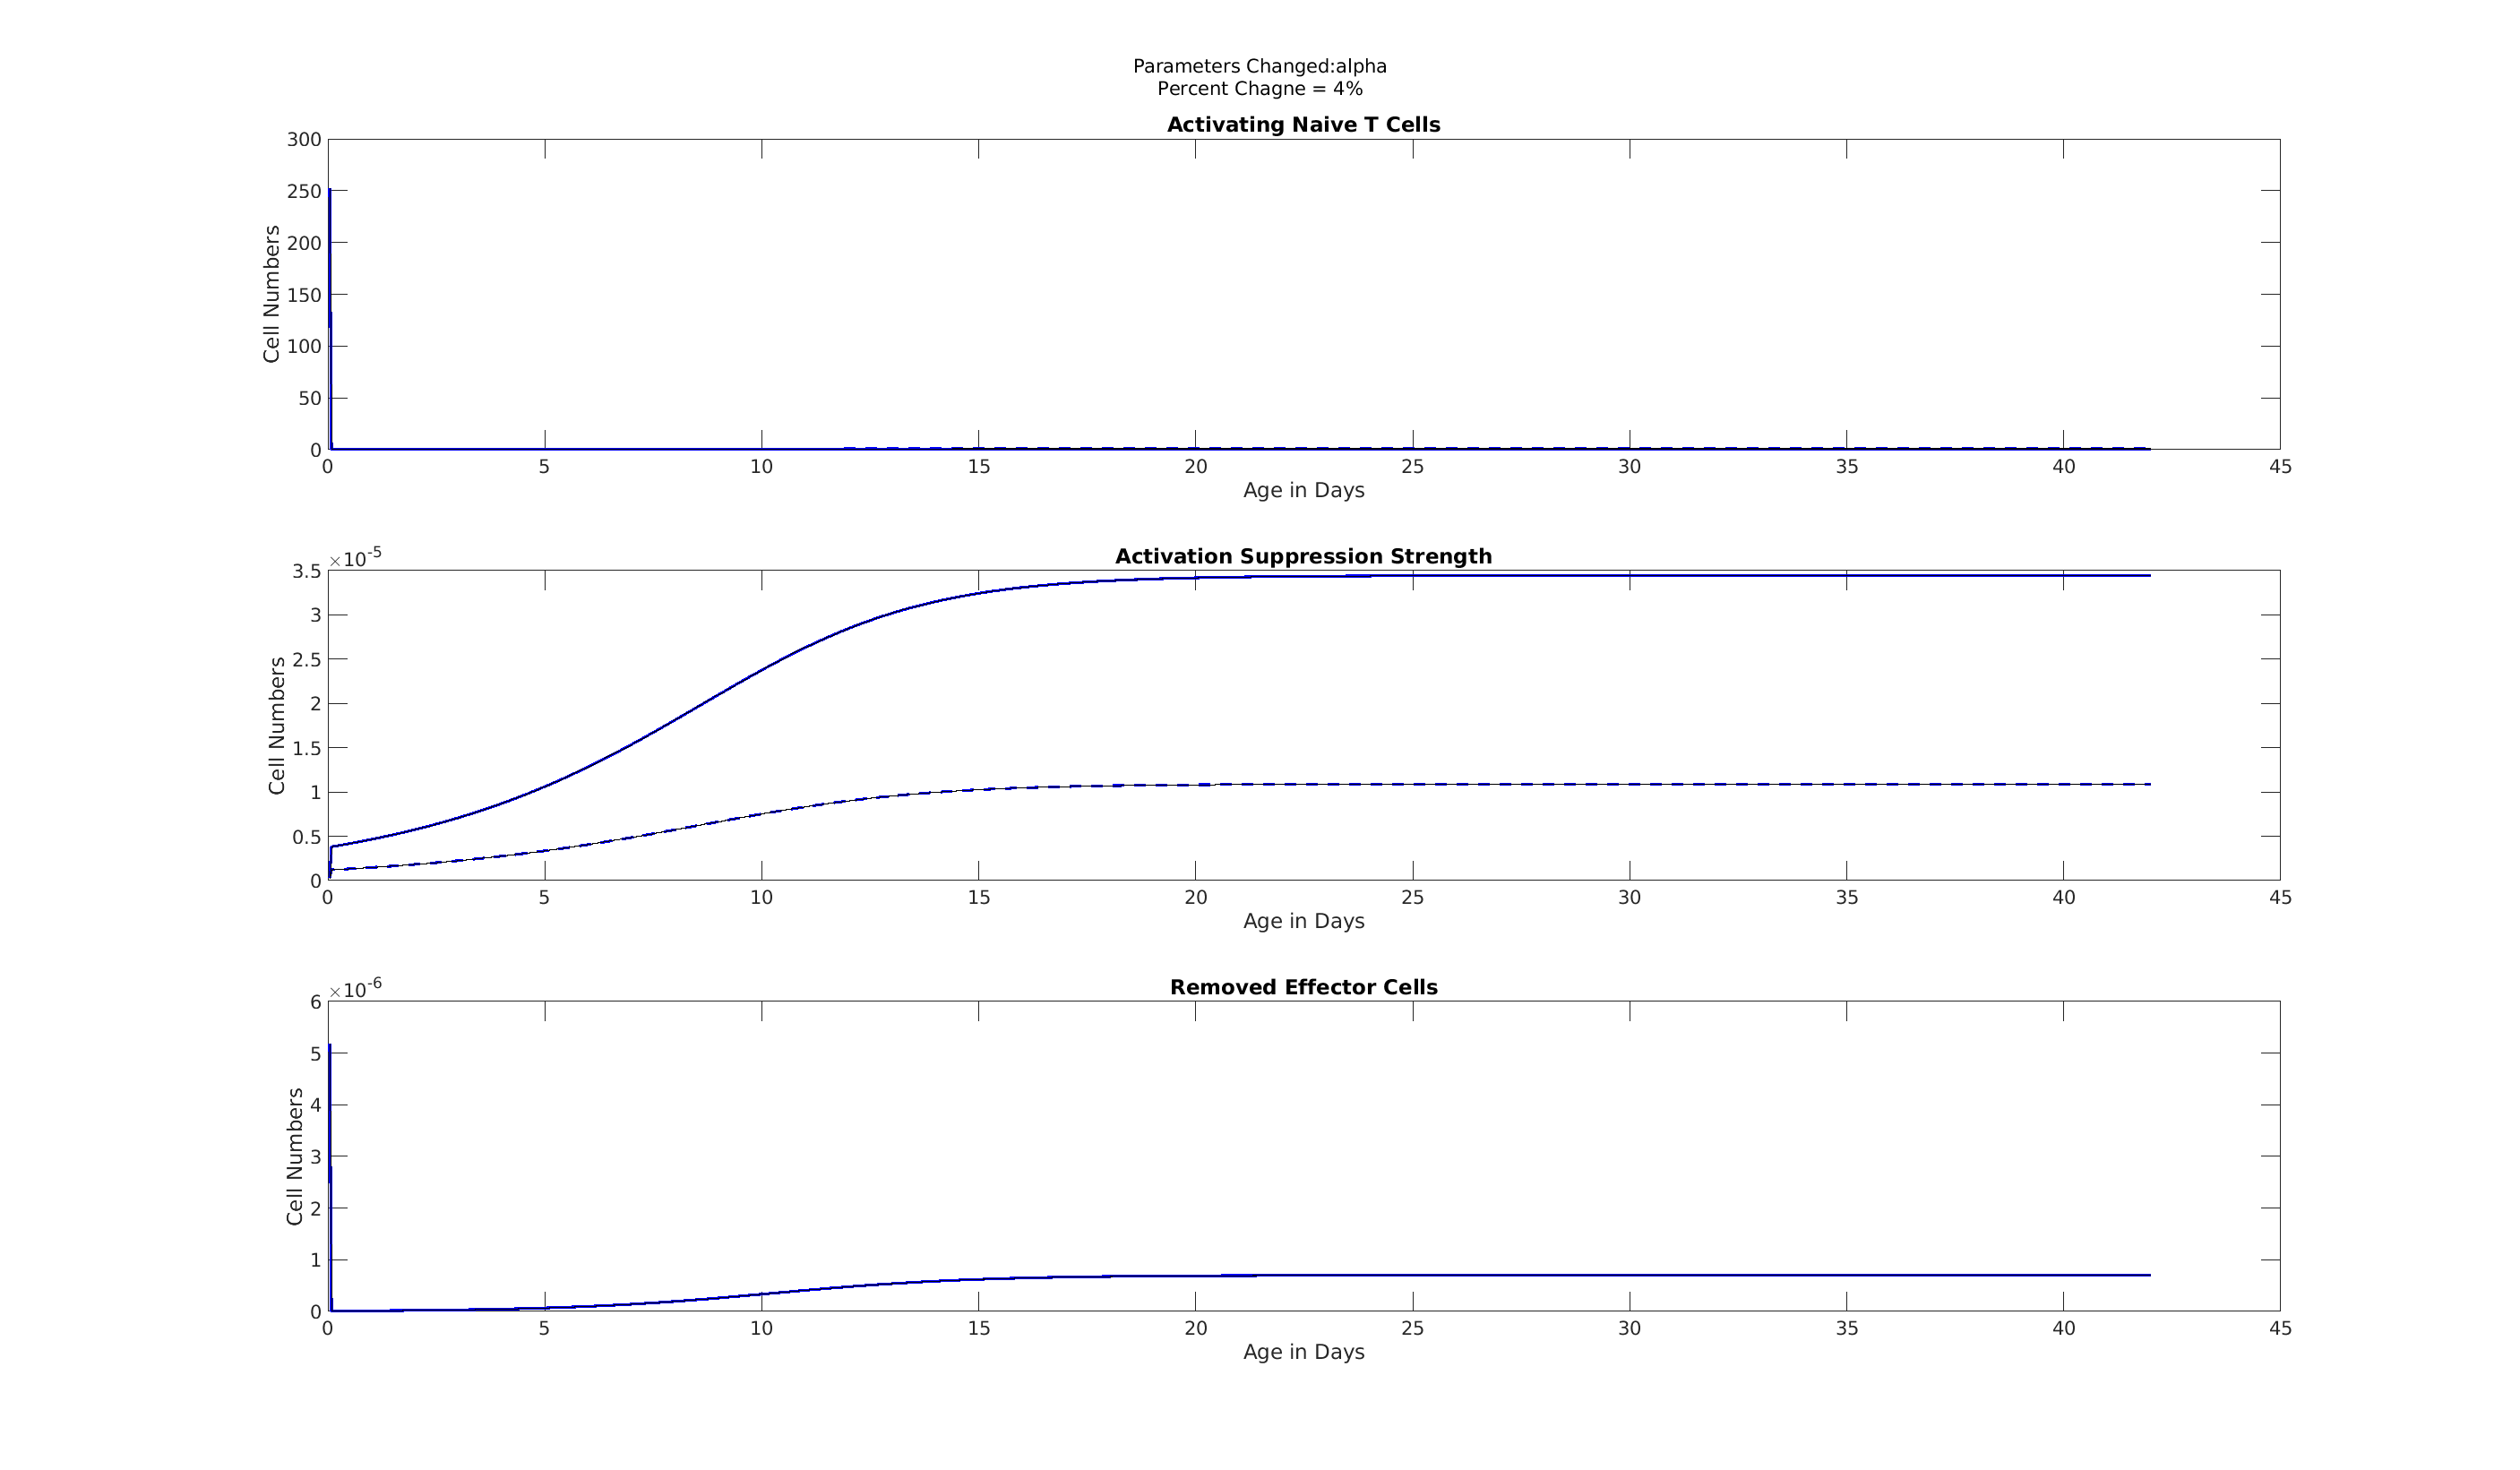 Parameters Changed:alpha
Percent Chagne = 4%
Activating Naive T Cells
300
250
200
150
100
50
0
Cell Numbers
0 5 10 15 20 25 30 35 40 45
Age in Days
Activation Suppression Strength
×10-5
3.5
3
2.5
2
1.5
1
0.5
0
Cell Numbers
0 5 10 15 20 25 30 35 40 45
Age in Days
Removed Effector Cells
×10-6
6
5
4
3
2
1
0
Cell Numbers
0 5 10 15 20 25 30 35 40 45
Age in Days